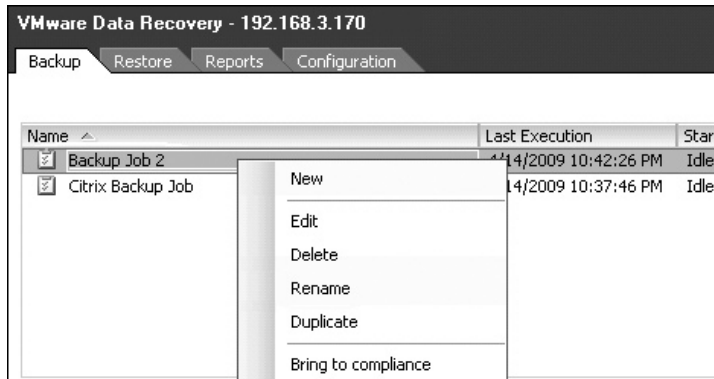 VMware Data Recovery - 192.168.3.170
Backup Restore Reports Configuration
Name Last Execution Star
Backup Job 2 4/14/2009 10:42:26 PM Idle
Citrix Backup Job 14/2009 10:37:46 PM Idle
New
Edit
Delete
Rename
Duplicate
Bring to compliance